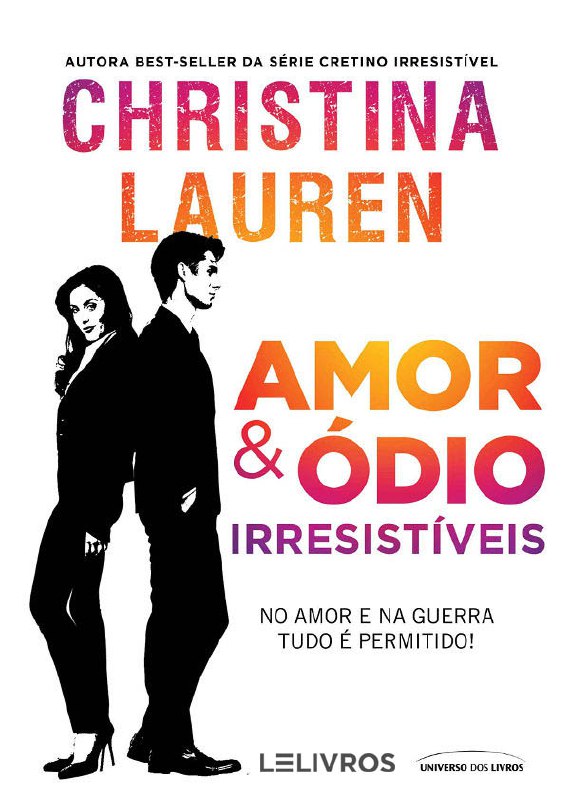 AUTORA BEST-SELLER DA SÉRIE CRETINO IRRESISTÍVEL
CHRISTINA
LAUREN
AMOR
& ÓDIO
IRRESISTÍVEIS
NO AMOR E NA GUERRA
TUDO É PERMITIDO!
LELIVROS
UNIVERSO DOS LIVROS